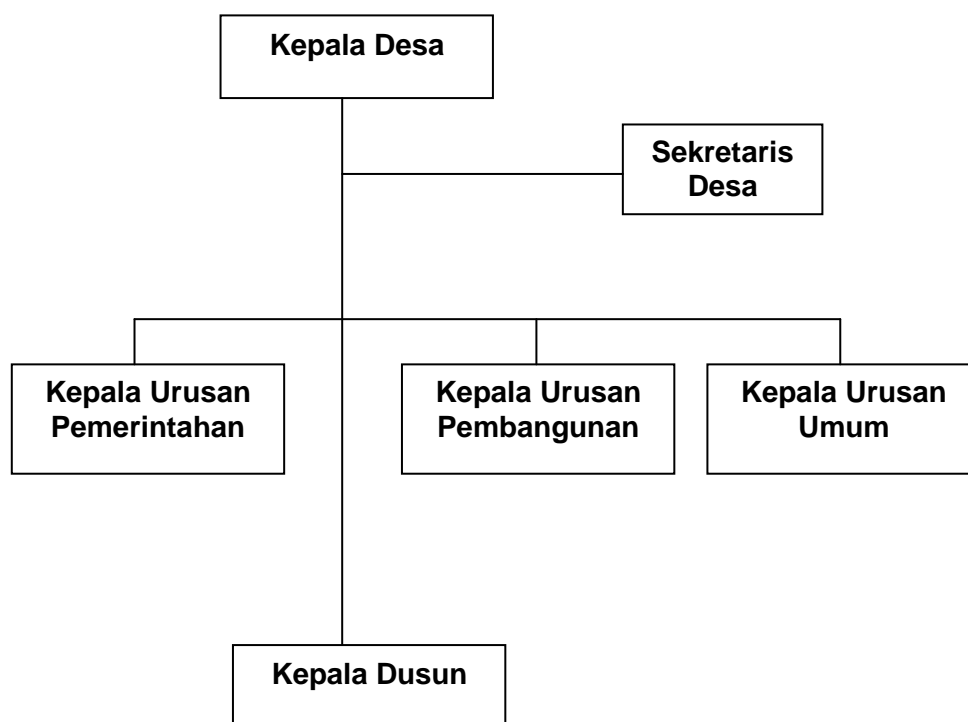 Kepala Desa
Sekretaris
Desa
Kepala Urusan
Pemerintahan
Kepala Urusan
Pembangunan
Kepala Urusan
Umum
Kepala Dusun